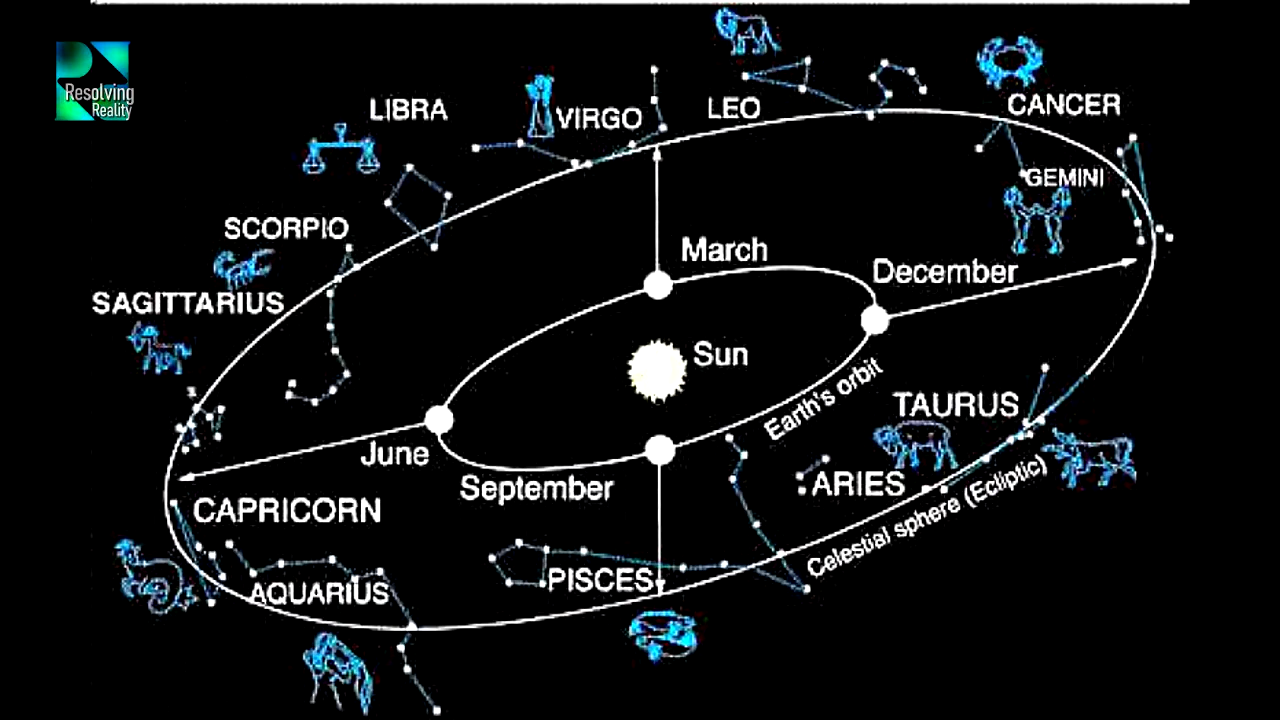 Resolving
Reality
LIBRA
VIRGO
LEO
CANCER
GEMINI
SCORPIO
SAGITTARIUS
March
December
Sun
Earth's orbit
TAURUS
June
September
ARIES
CAPRICORN
AQUARIUS
PISCES
Celestial sphere (Ecliptic)